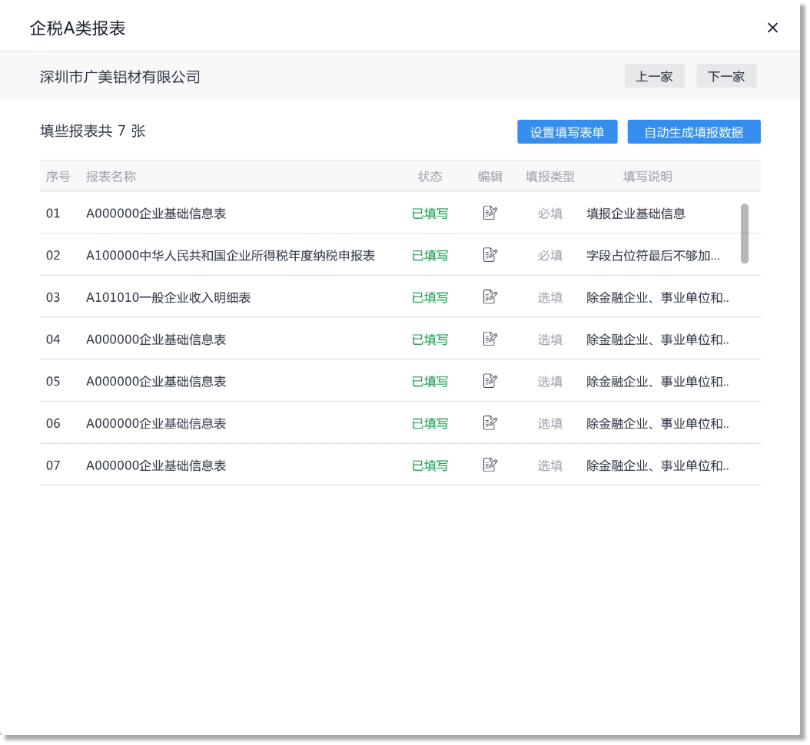 企税A类报表
深圳市广美铝材有限公司 上一家 下一家
填些报表共 7 张 设置填写表单 自动生成填报数据
序号 报表名称 状态 编辑 填报类型 填写说明
01 A000000企业基础信息表 已填写 必填 填报企业基础信息
02 A100000中华人民共和国企业所得税年度纳税申报表 已填写 必填 字段占位符最后不够加...
03 A101010一般企业收入明细表 已填写 选填 除金融企业、事业单位和..
04 A000000企业基础信息表 已填写 选填 除金融企业、事业单位和..
05 A000000企业基础信息表 已填写 选填 除金融企业、事业单位和..
06 A000000企业基础信息表 已填写 选填 除金融企业、事业单位和..
07 A000000企业基础信息表 已填写 选填 除金融企业、事业单位和..